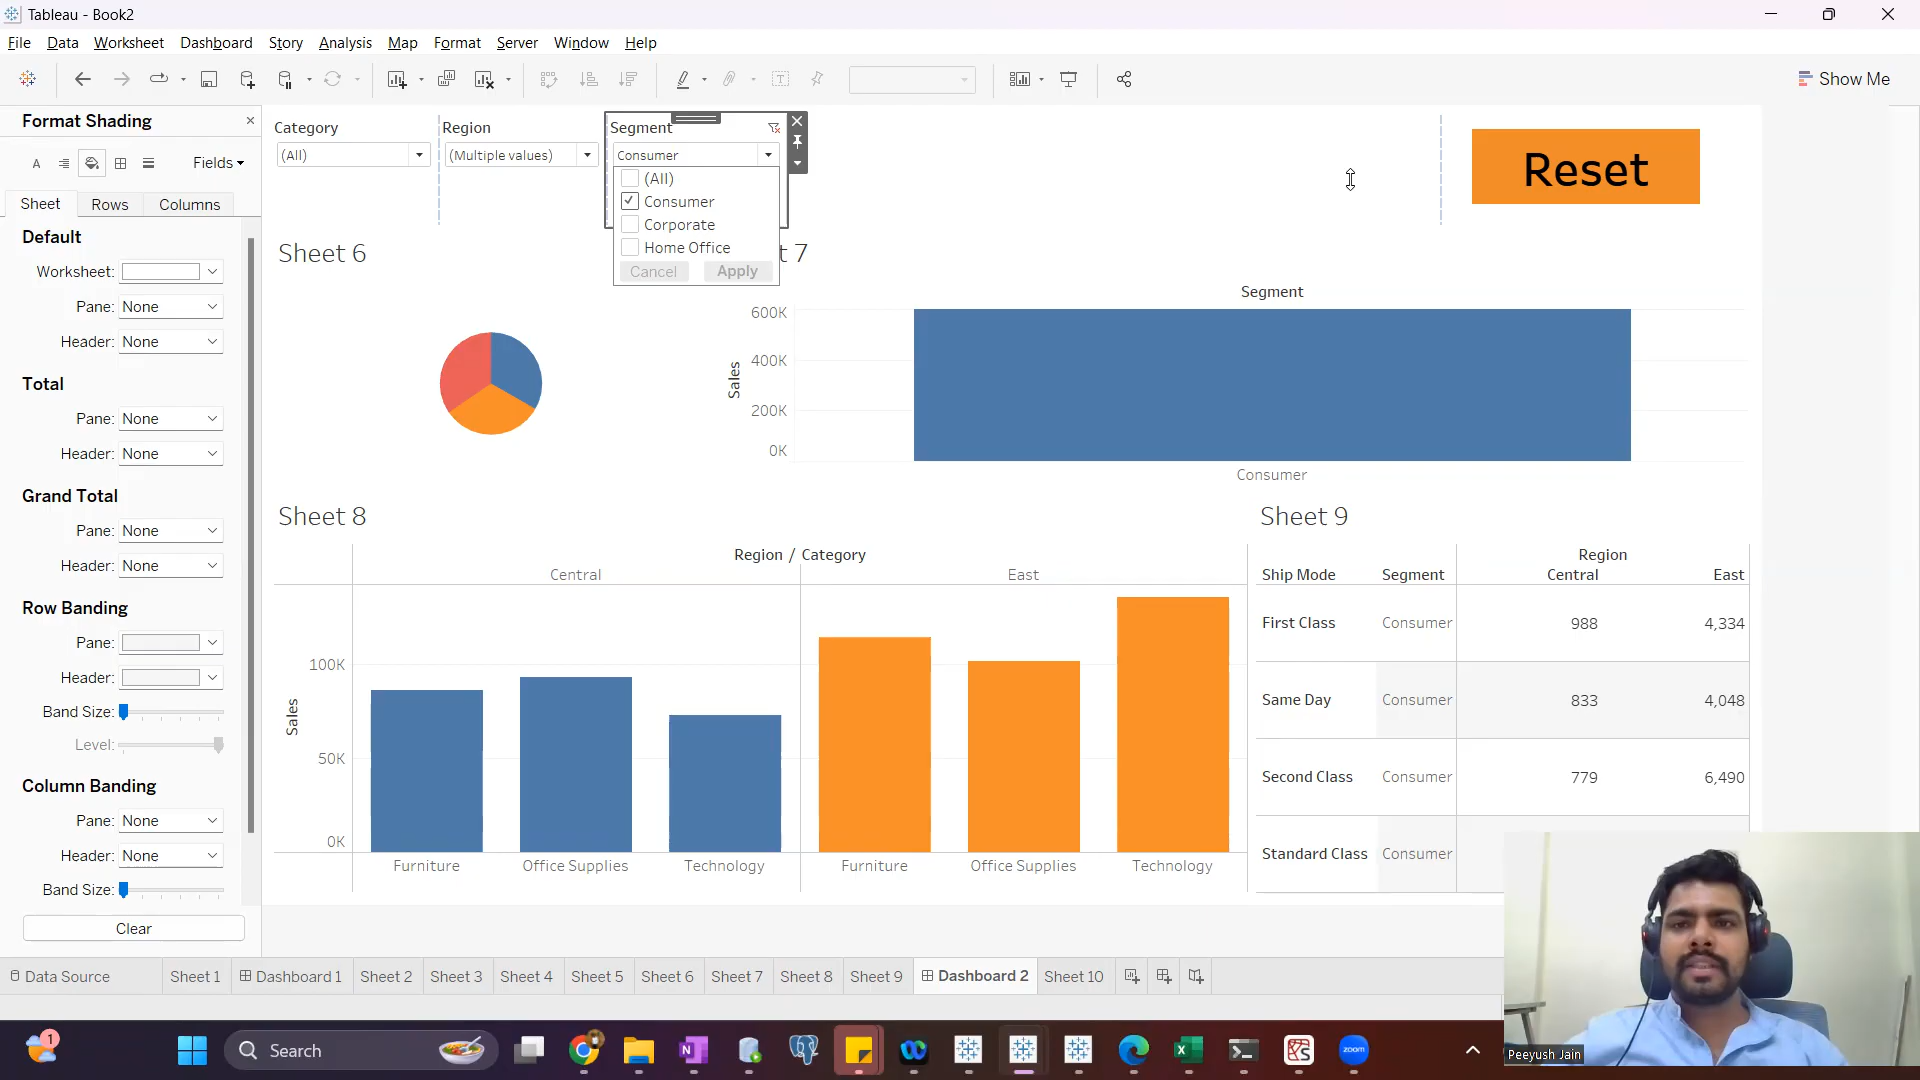 Tableau - Book2
File Data Worksheet Dashboard Story Analysis Map Format Server Window Help
Show Me
Format Shading
Fields
Sheet Rows Columns
Default
Worksheet:
Pane: None
Header: None
Total
Pane: None
Header: None
Grand Total
Pane: None
Header: None
Row Banding
Pane:
Header:
Band Size:
Level:
Column Banding
Pane: None
Header: None
Band Size:
Clear
Category Region Segment
(All) (Multiple values) Consumer
(All)
Consumer
Corporate
Home Office
Cancel Apply
Reset
Sheet 6
t 7
Segment
600K
400K
200K
0K
Sales
Consumer
Sheet 8
Region / Category
Central East
Sales
100K
50K
0K
Furniture Office Supplies Technology Furniture Office Supplies Technology
Sheet 9
Region
Ship Mode Segment Central East
First Class Consumer 988 4,334
Same Day Consumer 833 4,048
Second Class Consumer 779 6,490
Standard Class Consumer
Data Source Sheet 1 Dashboard 1 Sheet 2 Sheet 3 Sheet 4 Sheet 5 Sheet 6 Sheet 7 Sheet 8 Sheet 9 Dashboard 2 Sheet 10
1
Search
zoom
Peeyush Jain